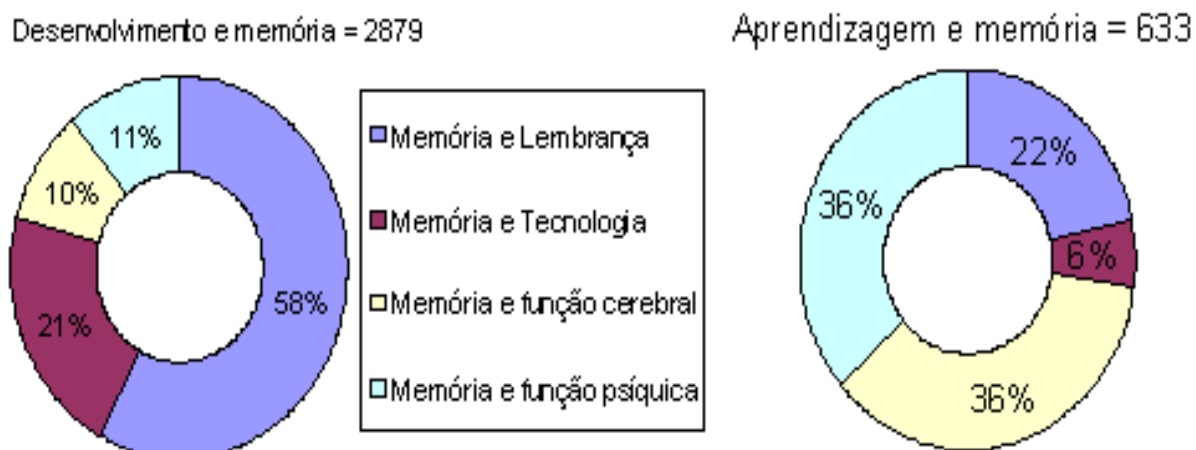 Desenvolvimento e memória = 2879
Aprendizagem e memória = 633
11%
10%
21%
58%
Memória e Lembrança
Memória e Tecnologia
Memória e função cerebral
Memória e função psíquica
22%
36%
6%
36%